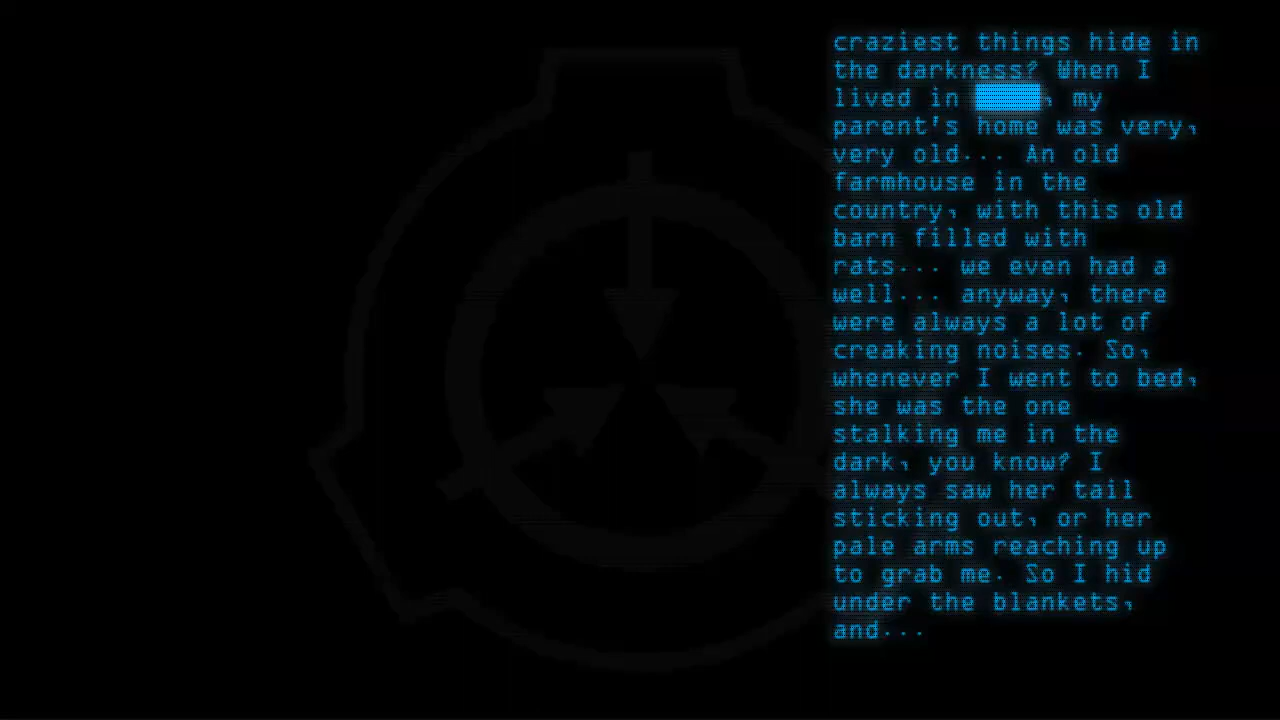 craziest things hide in
the darkness? When I
lived in █████, my
parent's home was very,
very old... An old
farmhouse in the
country, with this old
barn filled with
rats... we even had a
well... anyway, there
were always a lot of
creaking noises. So,
whenever I went to bed,
she was the one
stalking me in the
dark, you know? I
always saw her tail
sticking out, or her
pale arms reaching up
to grab me. So I hid
under the blankets,
and...